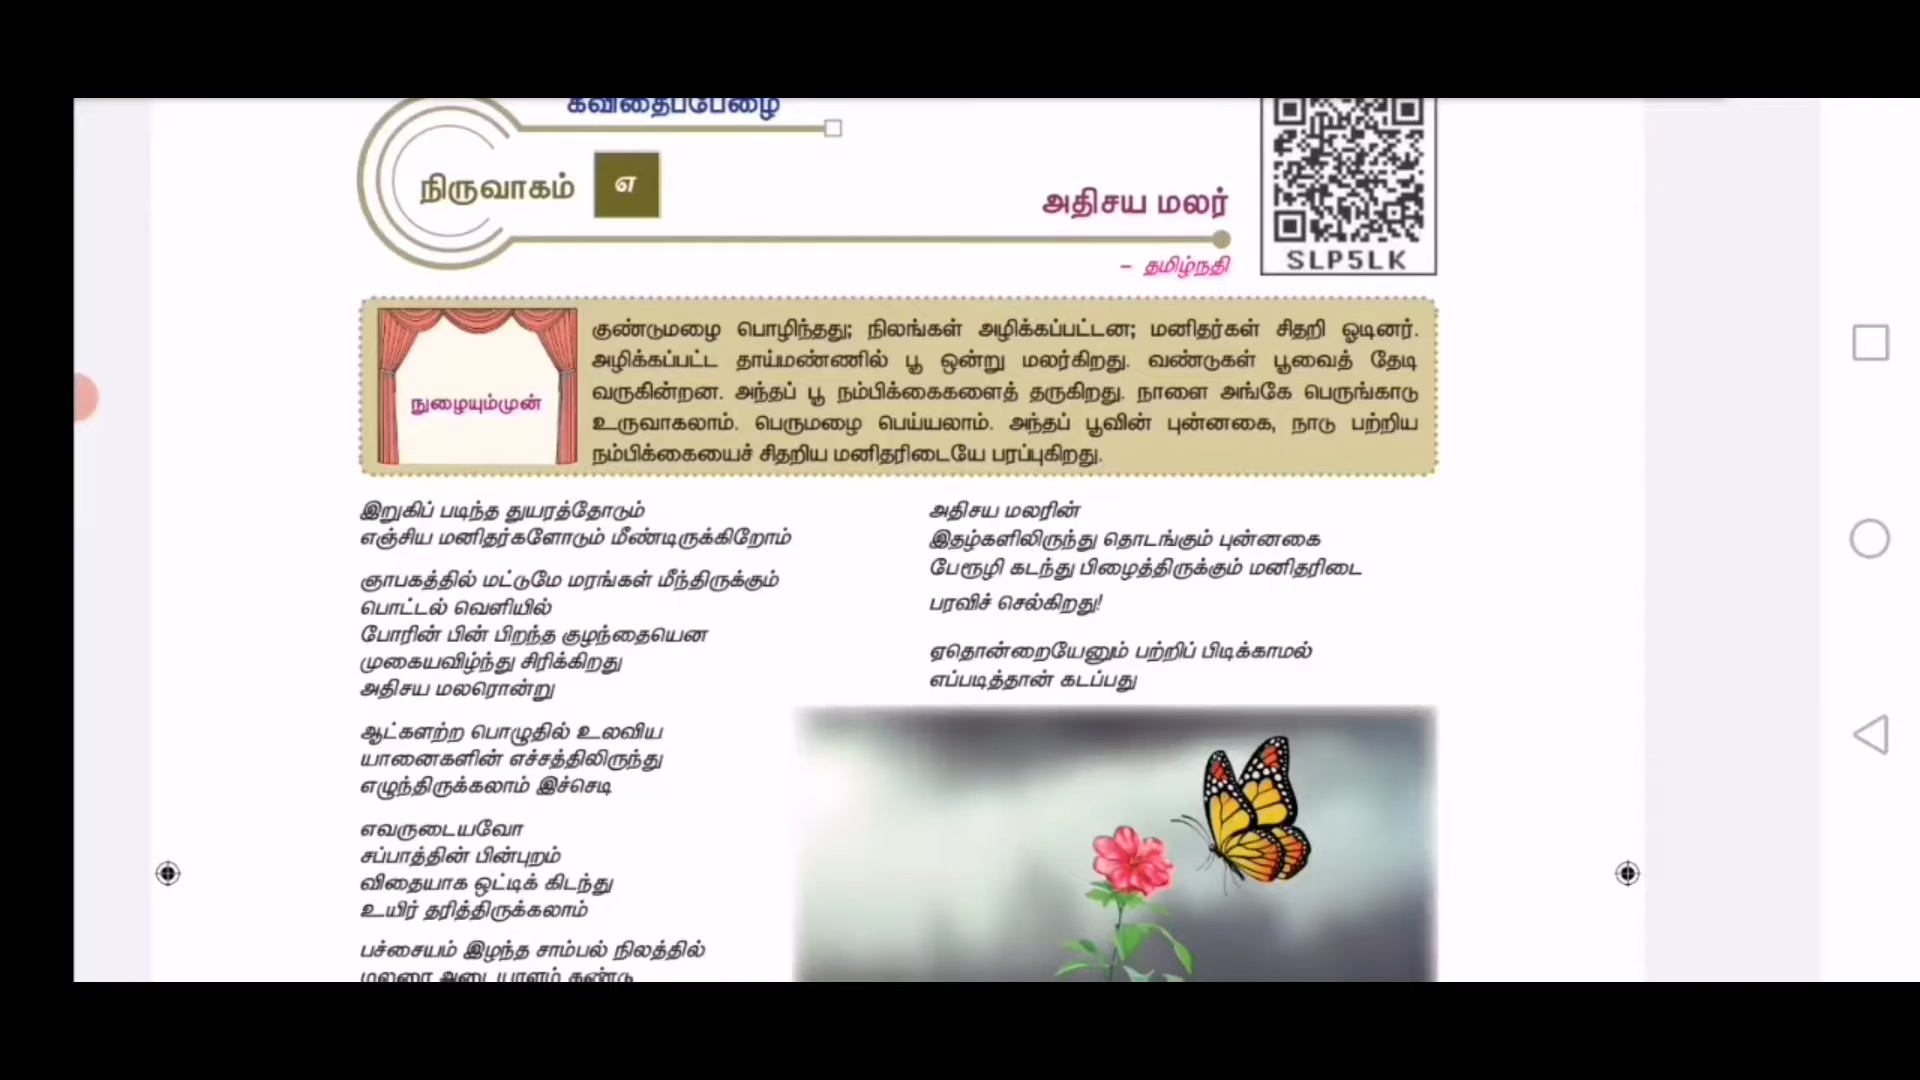 கவிதைப்பேழை
நிருவாகம்
எ
அதிசய மலர்
– தமிழ்நதி
SLP5LK
நுழையும்முன்
குண்டுமழை பொழிந்தது; நிலங்கள் அழிக்கப்பட்டன; மனிதர்கள் சிதறி ஓடினர்.
அழிக்கப்பட்ட தாய்மண்ணில் பூ ஒன்று மலர்கிறது. வண்டுகள் பூவைத் தேடி
வருகின்றன. அந்தப் பூ நம்பிக்கைகளைத் தருகிறது. நாளை அங்கே பெருங்காடு
உருவாகலாம். பெருமழை பெய்யலாம். அந்தப் பூவின் புன்னகை, நாடு பற்றிய
நம்பிக்கையைச் சிதறிய மனிதரிடையே பரப்புகிறது.
இறுகிப் படிந்த துயரத்தோடும்
எஞ்சிய மனிதர்களோடும் மீண்டிருக்கிறோம்
ஞாபகத்தில் மட்டுமே மரங்கள் மீந்திருக்கும்
பொட்டல் வெளியில்
போரின் பின் பிறந்த குழந்தையென
முகையவிழ்ந்து சிரிக்கிறது
அதிசய மலரொன்று
ஆட்களற்ற பொழுதில் உலவிய
யானைகளின் எச்சத்திலிருந்து
எழுந்திருக்கலாம் இச்செடி
எவருடையவோ
சப்பாத்தின் பின்புறம்
விதையாக ஒட்டிக் கிடந்து
உயிர் தரித்திருக்கலாம்
பச்சையம் இழந்த சாம்பல் நிலத்தில்
மலரை அடையாளம் கண்டு
அதிசய மலரின்
இதழ்களிலிருந்து தொடங்கும் புன்னகை
பேரூழி கடந்து பிழைத்திருக்கும் மனிதரிடை
பரவிச் செல்கிறது!
ஏதொன்றையேனும் பற்றிப் பிடிக்காமல்
எப்படித்தான் கடப்பது